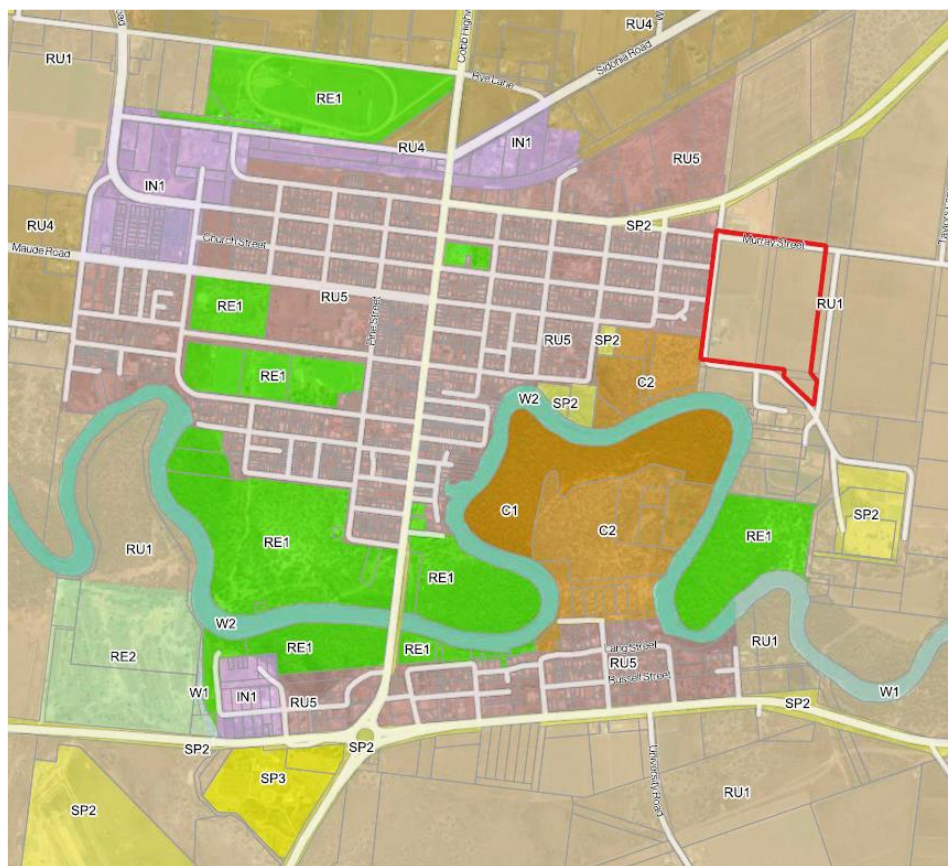 RU4
RU1
Cobb Highw
Sidonia Road
Rye Lane
RE1
RU4
IN1
RU5
IN1
RU4
Church Street
SP2
Murray Street
Maude Road
RU5
RE1
Pine Street
RU5
SP2
RU1
RE1
C2
W2
SP2
C1
C2
SP2
RU1
RE1
RE1
RE1
W2
RE1
RE1
RE2
Lang Street
RU5
Russell Street
RU1
W1
W1
IN1
RU5
SP2
SP2
SP2
SP3
University Road
RU1
SP2